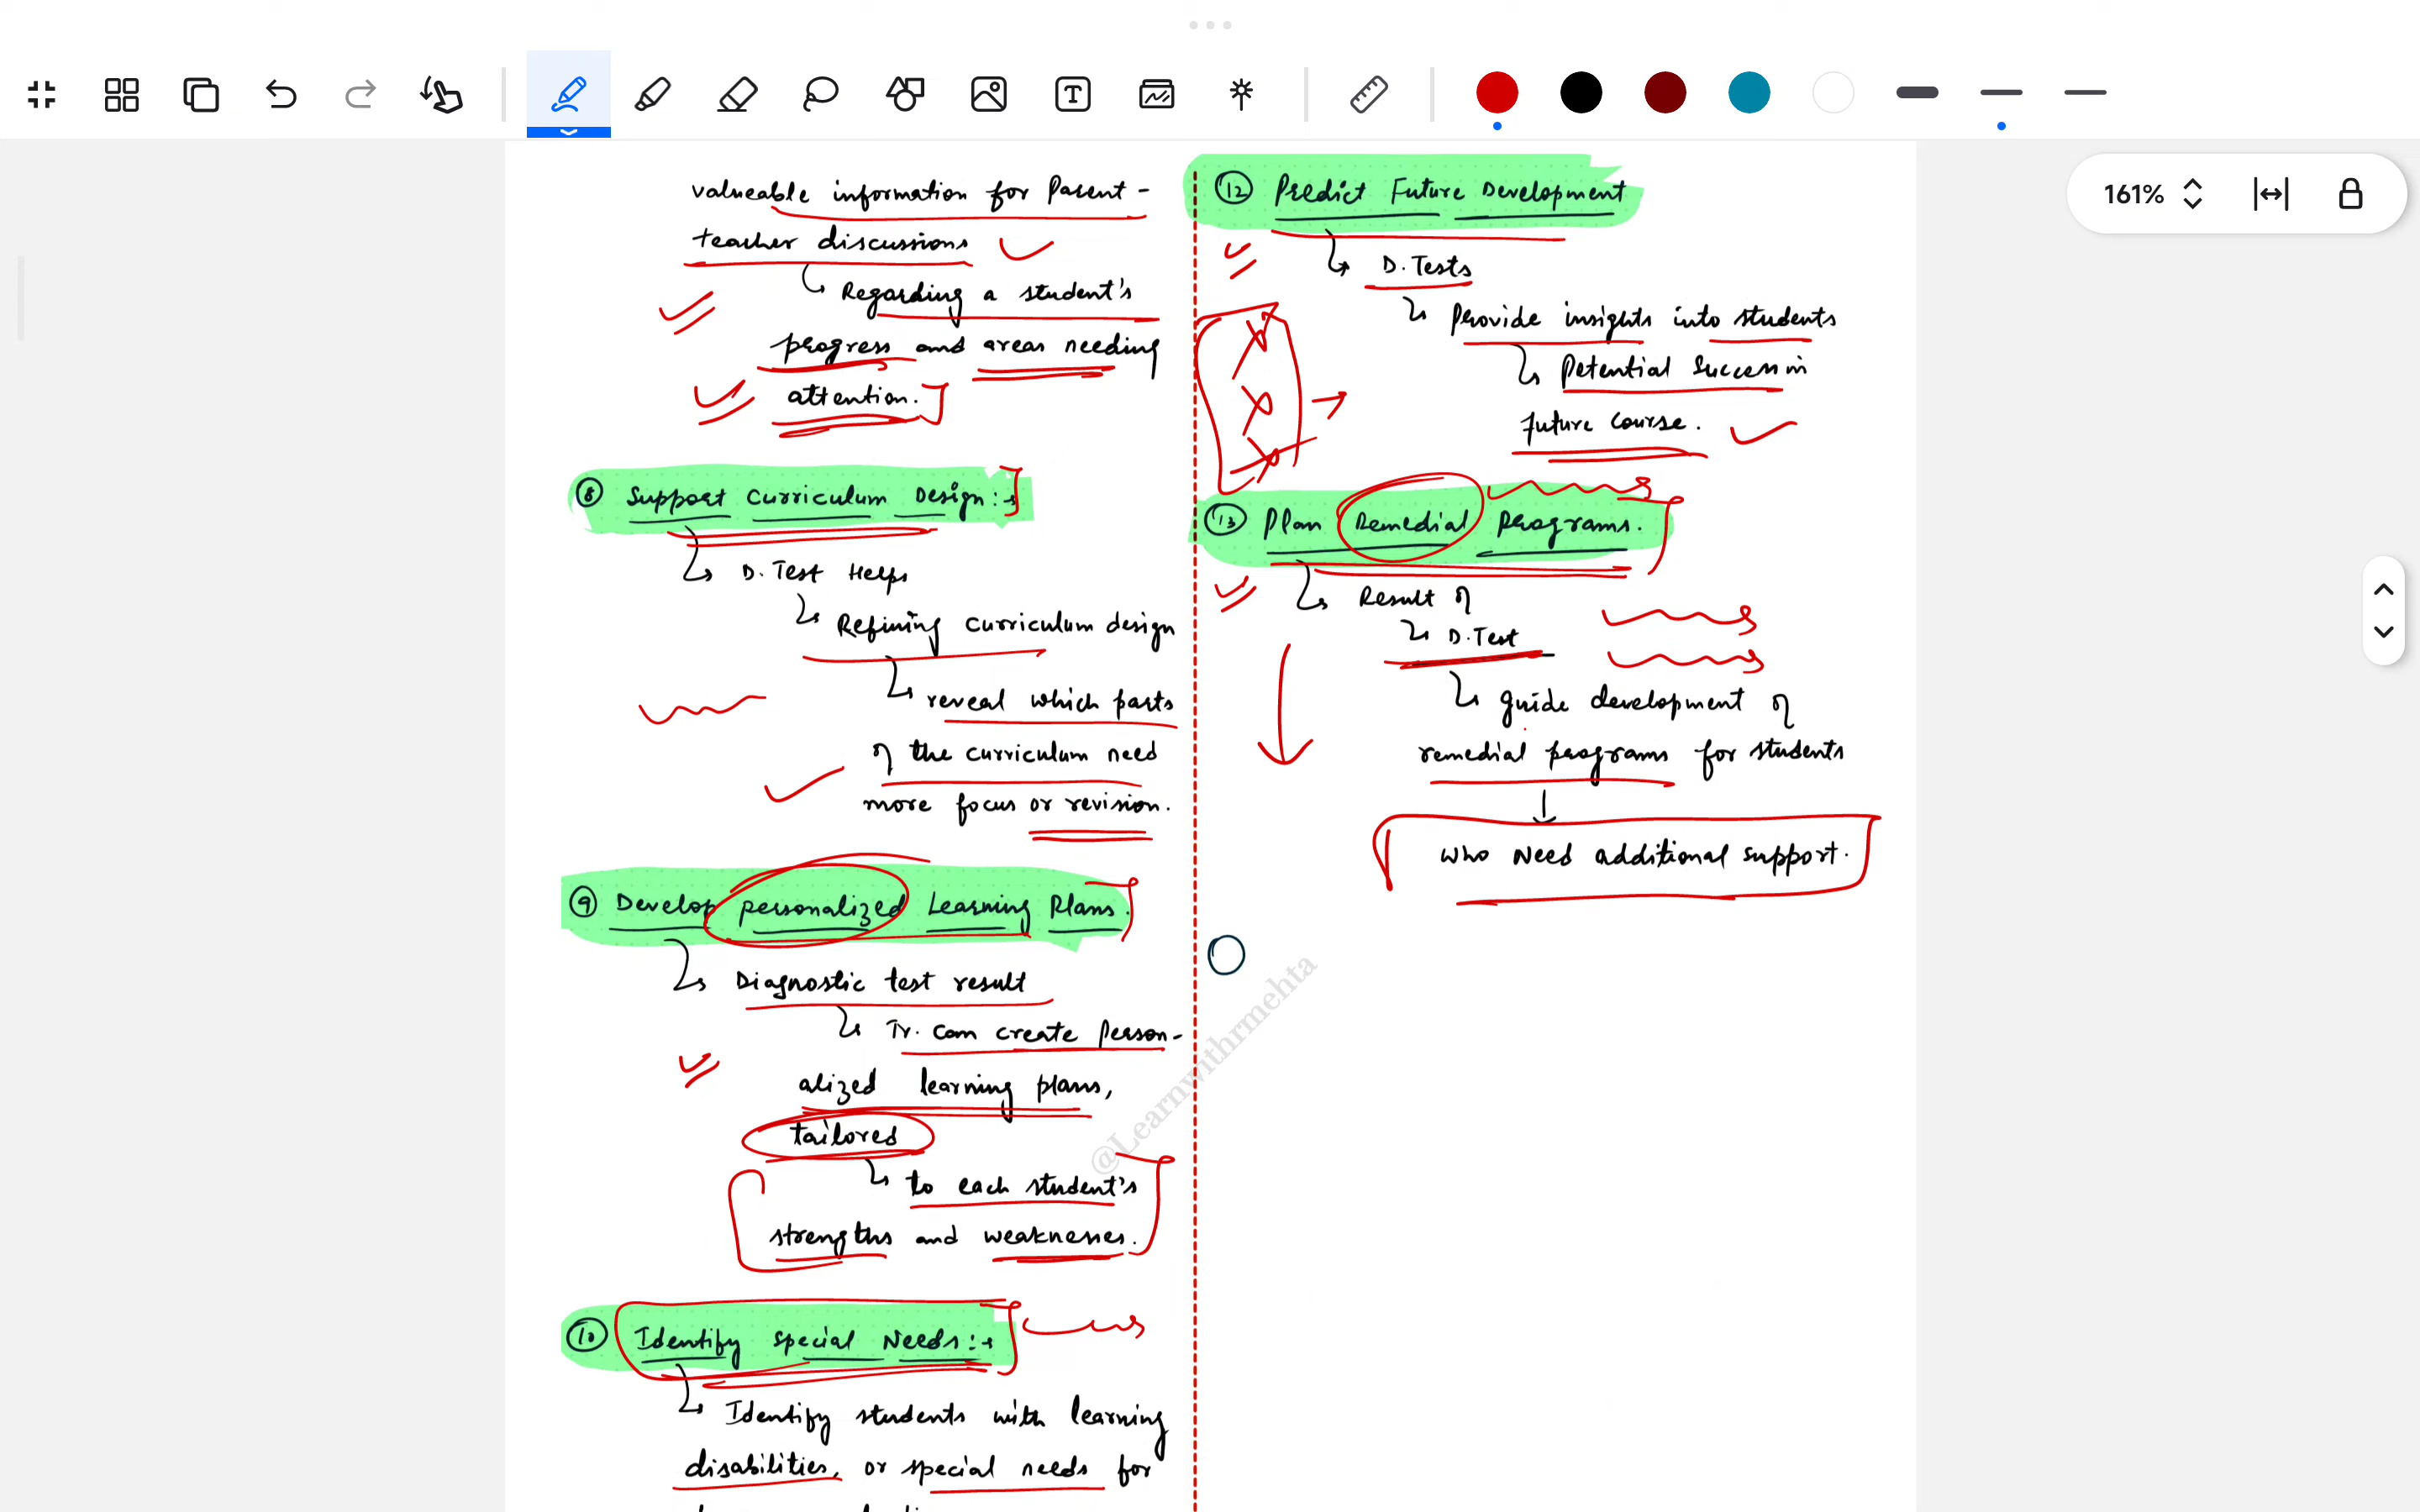 161%
valueable information for Parent-
teacher discussions
Regarding a student's
progress and areas needing
attention.
⑧ Support Curriculum Design:→
D. Test Helps
Refining curriculum design
reveal which parts
of the curriculum need
more focus or revision.
⑨ Develop personalized Learning Plans.
Diagnostic test result
Tr. can create Person-
alized learning plans,
tailored
to each student's
strengths and weaknesses.
⑩ Identify special Needs:→
Identify students with learning
disabilities, or special needs for
⑫ Predict Future Development
D. Tests
Provide insights into students
Potential Success in
future course.
⑬ Plan Remedial Programs.
Result of
D. Test
guide development of
remedial programs for students
who need additional support.
@Learnwithrmehta